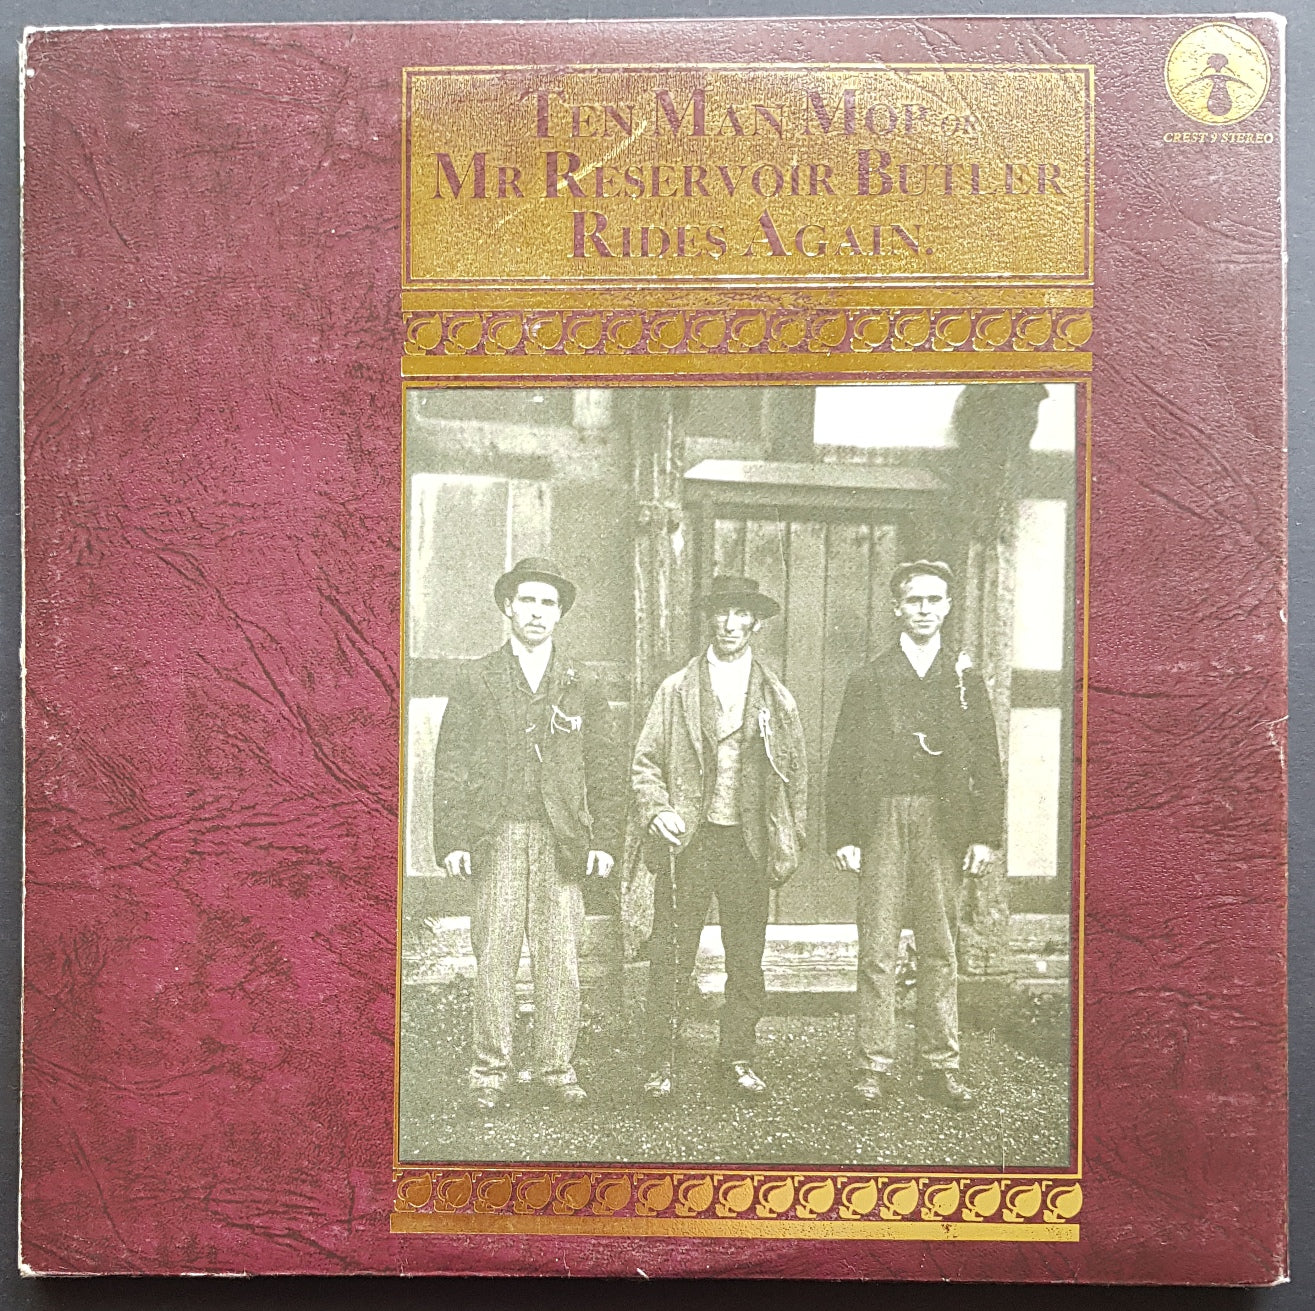 Ten Man Mop or
Mr Reservoir Butler
Rides Again.
CREST 9 STEREO